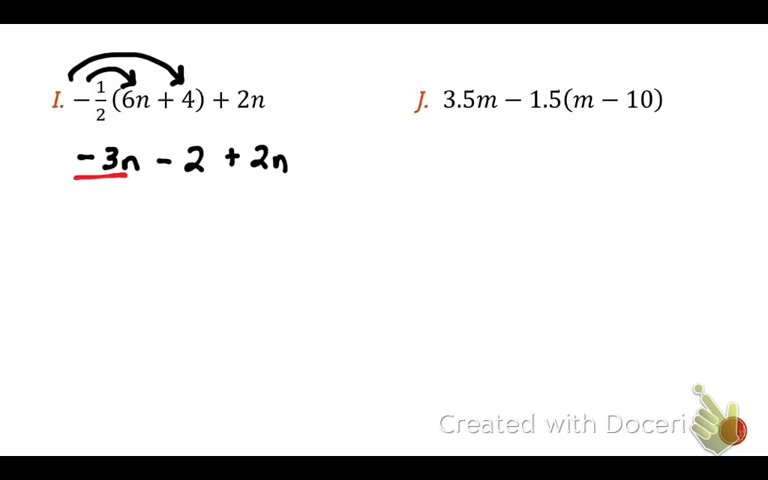 I. −½(6n + 4) + 2n
−3n − 2 + 2n
J. 3.5m − 1.5(m − 10)
Created with Doceri